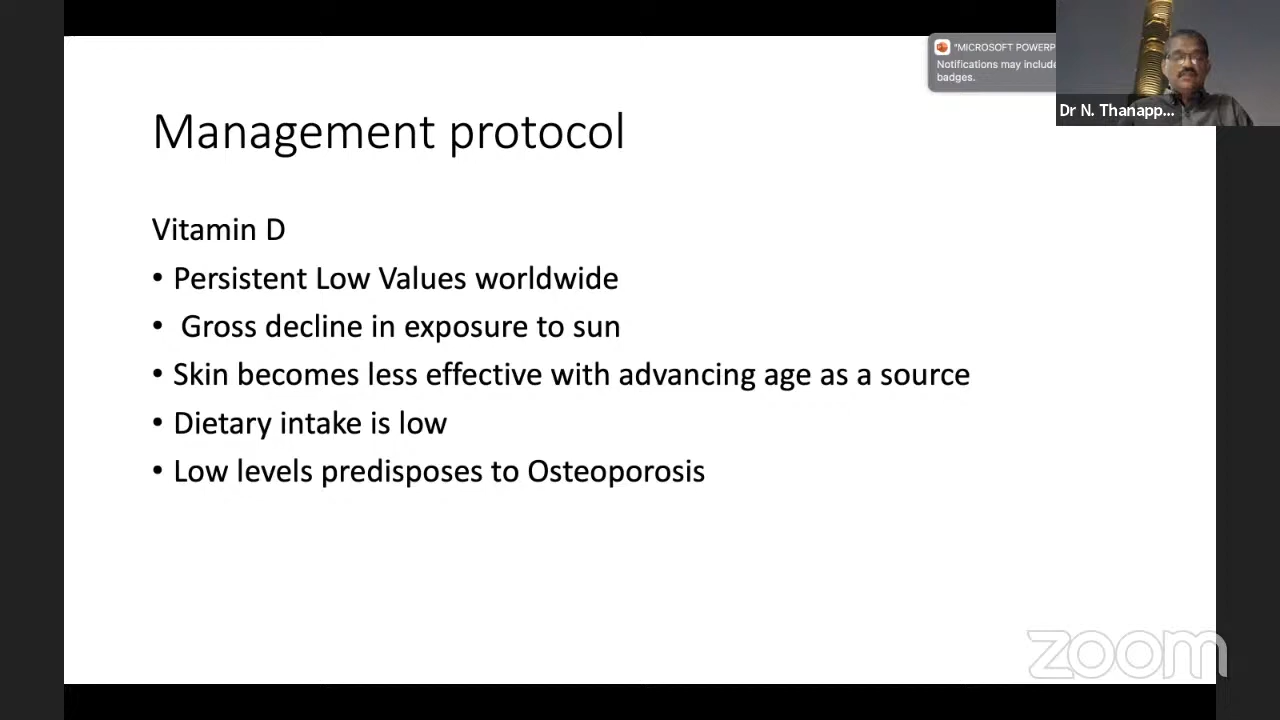 "MICROSOFT POWERP
Notifications may include
badges.
Dr N. Thanapp...
Management protocol
Vitamin D
• Persistent Low Values worldwide
• Gross decline in exposure to sun
• Skin becomes less effective with advancing age as a source
• Dietary intake is low
• Low levels predisposes to Osteoporosis
zoom